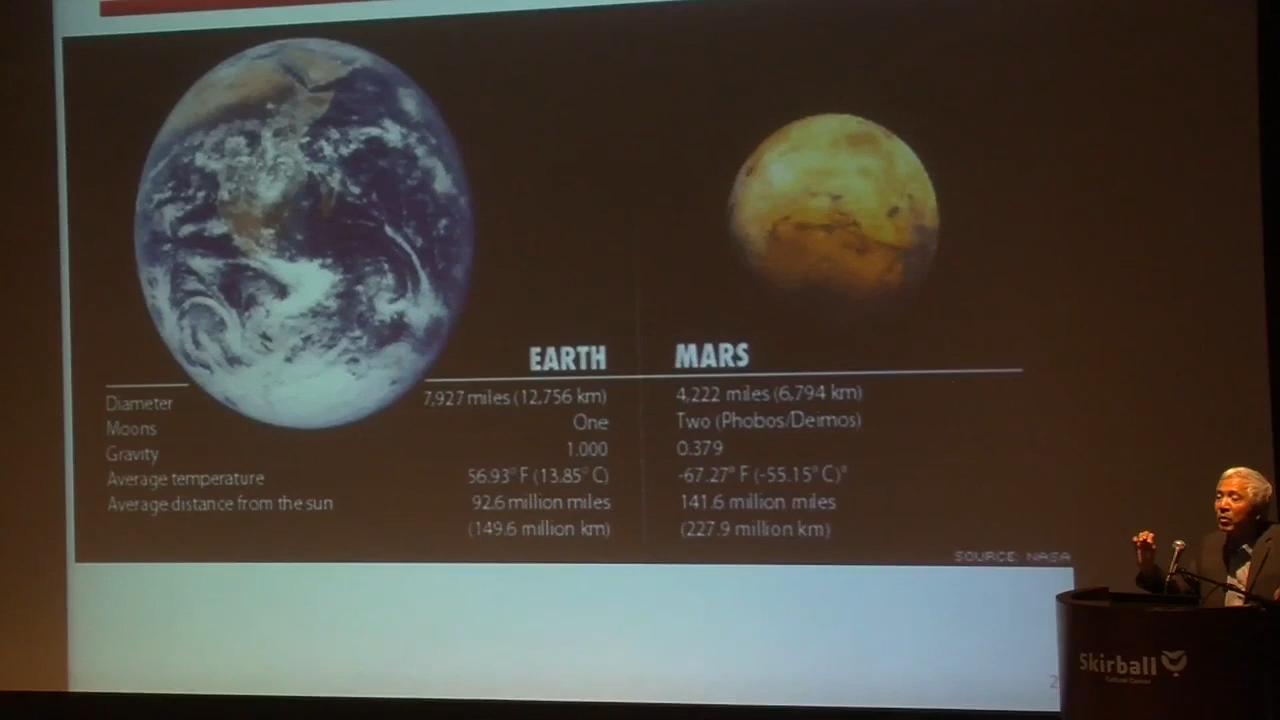 EARTH MARS
Diameter 7,927 miles (12,756 km) 4,222 miles (6,794 km)
Moons One Two (Phobos/Deimos)
Gravity 1.000 0.379
Average temperature 56.93° F (13.85° C) -67.27° F (-55.15° C)°
Average distance from the sun 92.6 million miles 141.6 million miles
(149.6 million km) (227.9 million km)
SOURCE: NASA
2
Skirball
Cultural Center